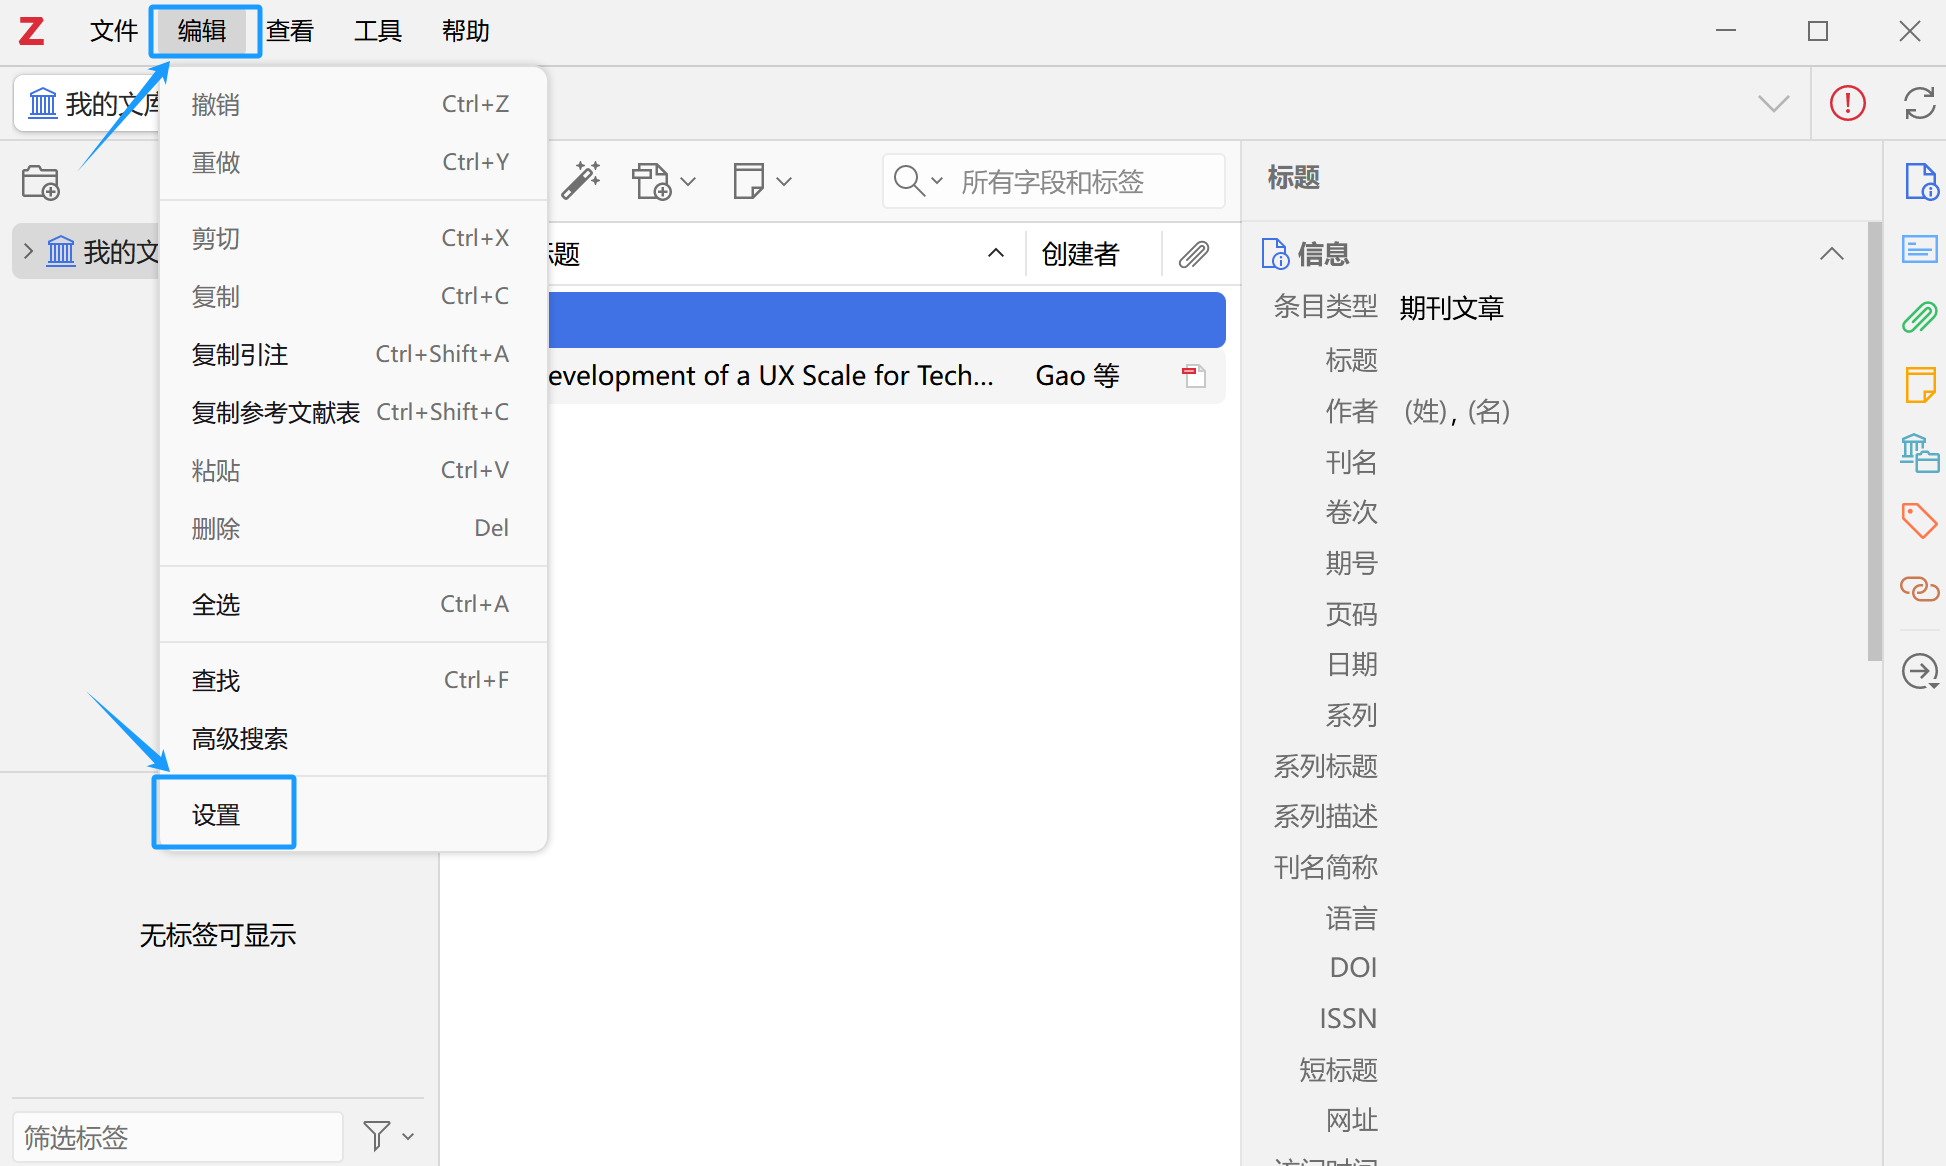 Z 文件 编辑 查看 工具 帮助
我的文库
撤销 Ctrl+Z
重做 Ctrl+Y
剪切 Ctrl+X
复制 Ctrl+C
复制引注 Ctrl+Shift+A
复制参考文献表 Ctrl+Shift+C
粘贴 Ctrl+V
删除 Del
全选 Ctrl+A
查找 Ctrl+F
高级搜索
设置
我的文
无标签可显示
筛选标签
所有字段和标签
标题 创建者
evelopment of a UX Scale for Tech... Gao 等
标题
信息
条目类型 期刊文章
标题
作者 (姓), (名)
刊名
卷次
期号
页码
日期
系列
系列标题
系列描述
刊名简称
语言
DOI
ISSN
短标题
网址
访问时间